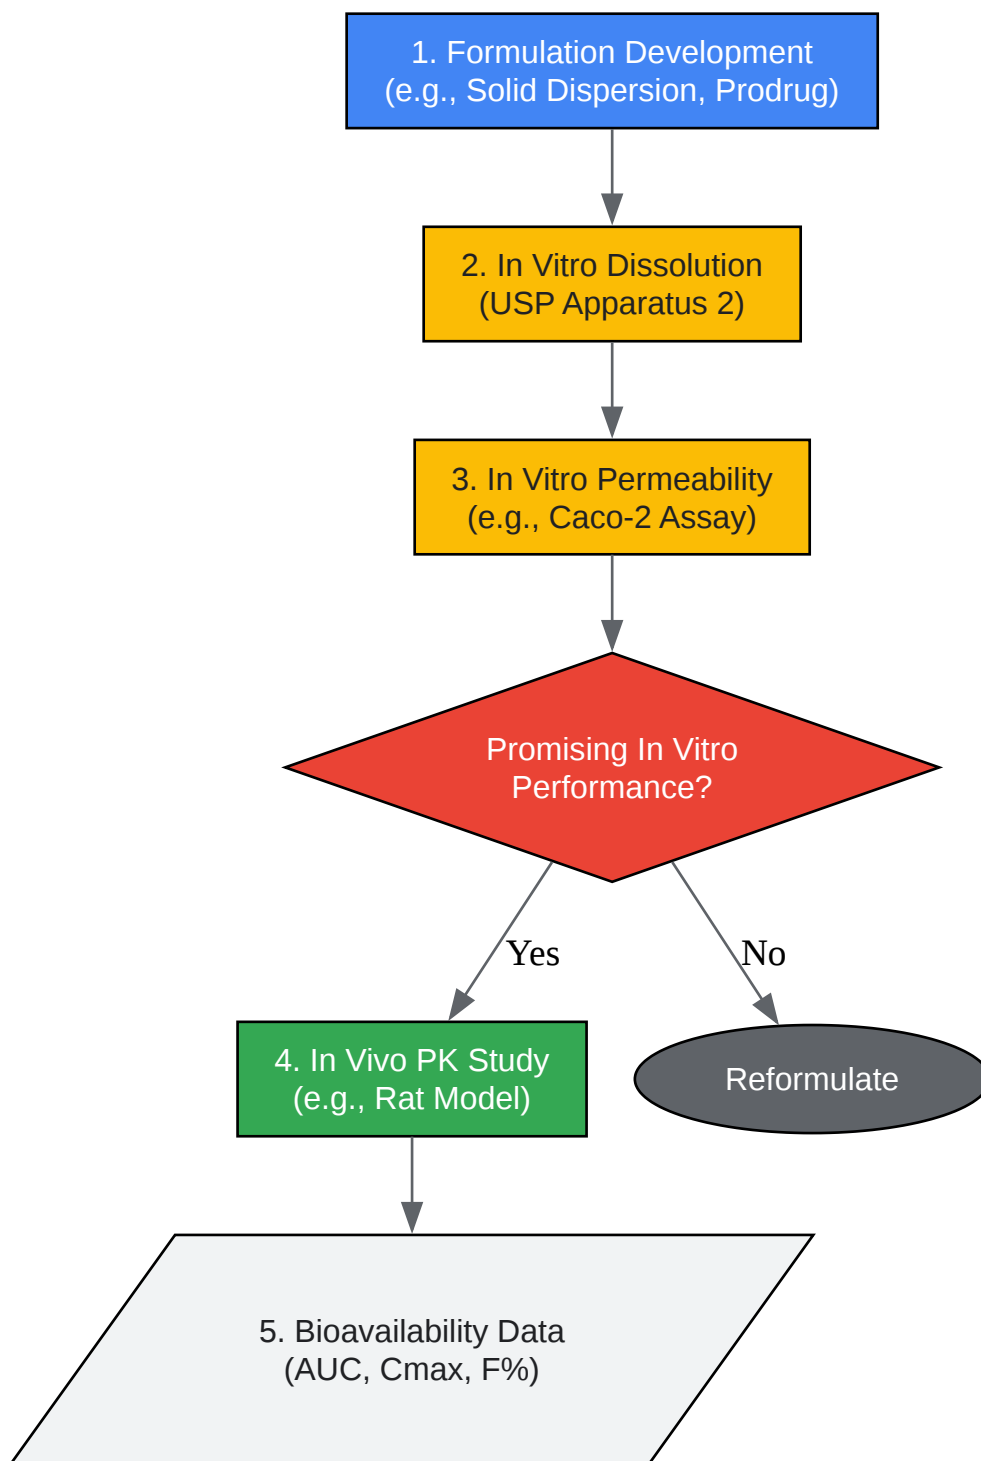 1. Formulation Development
(e.g., Solid Dispersion, Prodrug)
2. In Vitro Dissolution
(USP Apparatus 2)
3. In Vitro Permeability
(e.g., Caco-2 Assay)
Promising In Vitro
Performance?
Yes
No
4. In Vivo PK Study
(e.g., Rat Model)
Reformulate
5. Bioavailability Data
(AUC, Cmax, F%)